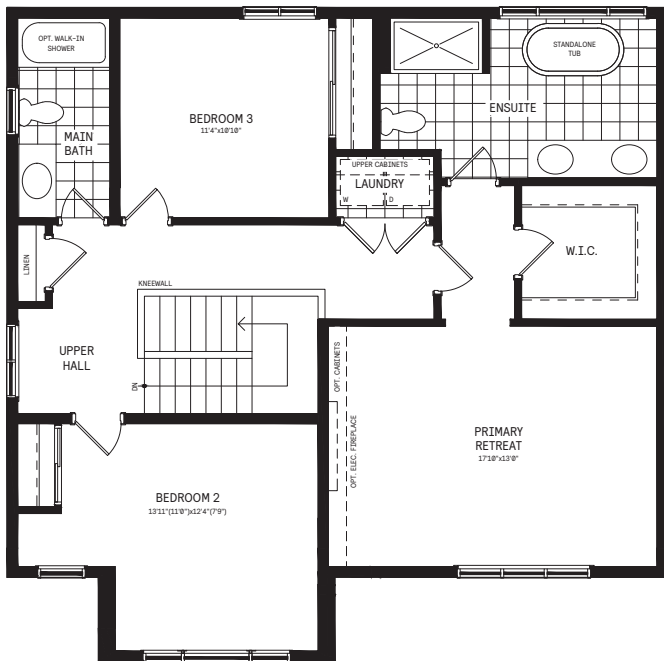 OPT. WALK-IN
SHOWER
MAIN
BATH
BEDROOM 3
11'4"x10'10"
STANDALONE
TUB
ENSUITE
UPPER CABINETS
LAUNDRY
W
D
LINEN
W.I.C.
KNEEWALL
UPPER
HALL
DN
OPT. CABINETS
OPT. ELEC. FIREPLACE
PRIMARY
RETREAT
17'10"x13'0"
BEDROOM 2
13'11"(11'0")x12'4"(7'9")